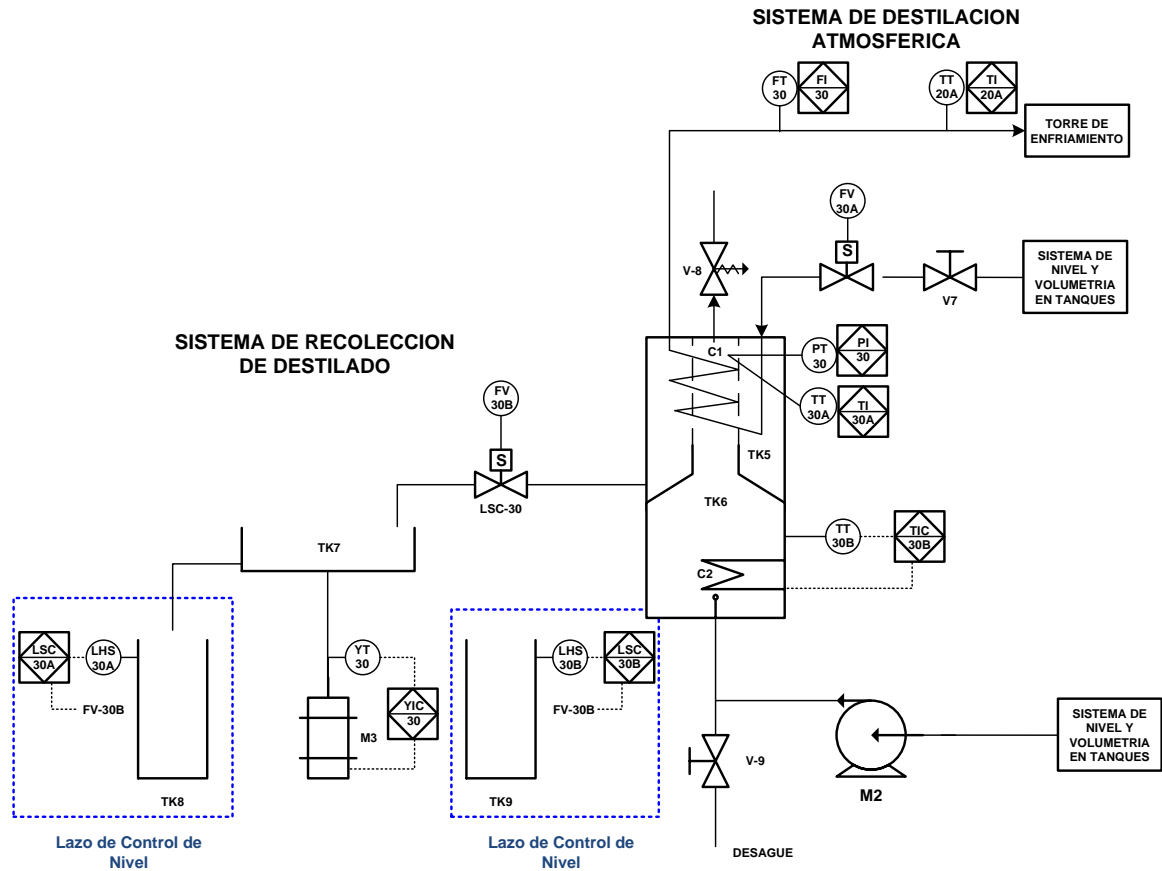 SISTEMA DE DESTILACION
ATMOSFERICA
FT
30
FI
30
TT
20A
TI
20A
TORRE DE
ENFRIAMIENTO
FV
30A
S
V-8
V7
SISTEMA DE
NIVEL Y
VOLUMETRIA
EN TANQUES
SISTEMA DE RECOLECCION
DE DESTILADO
C1
PT
30
PI
30
TT
30A
TI
30A
FV
30B
S
LSC-30
TK5
TK6
TT
30B
TIC
30B
TK7
C2
LSC
30A
LHS
30A
FV-30B
TK8
YT
30
YIC
30
M3
LHS
30B
LSC
30B
FV-30B
TK9
V-9
M2
SISTEMA DE
NIVEL Y
VOLUMETRIA
EN TANQUES
DESAGUE
Lazo de Control de
Nivel
Lazo de Control de
Nivel